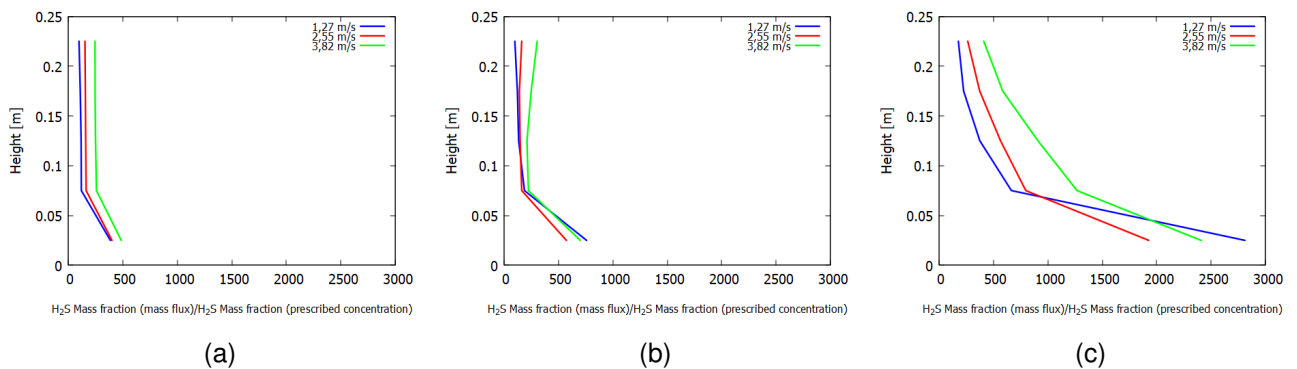 0.25
0.2
0.15
0.1
0.05
0
Height [m]
0 500 1000 1500 2000 2500 3000
1,27 m/s
2,55 m/s
3,82 m/s
H₂S Mass fraction (mass flux)/H₂S Mass fraction (prescribed concentration)
(a)
0.25
0.2
0.15
0.1
0.05
0
Height [m]
0 500 1000 1500 2000 2500 3000
1,27 m/s
2,55 m/s
3,82 m/s
H₂S Mass fraction (mass flux)/H₂S Mass fraction (prescribed concentration)
(b)
0.25
0.2
0.15
0.1
0.05
0
Height [m]
0 500 1000 1500 2000 2500 3000
1,27 m/s
2,55 m/s
3,82 m/s
H₂S Mass fraction (mass flux)/H₂S Mass fraction (prescribed concentration)
(c)